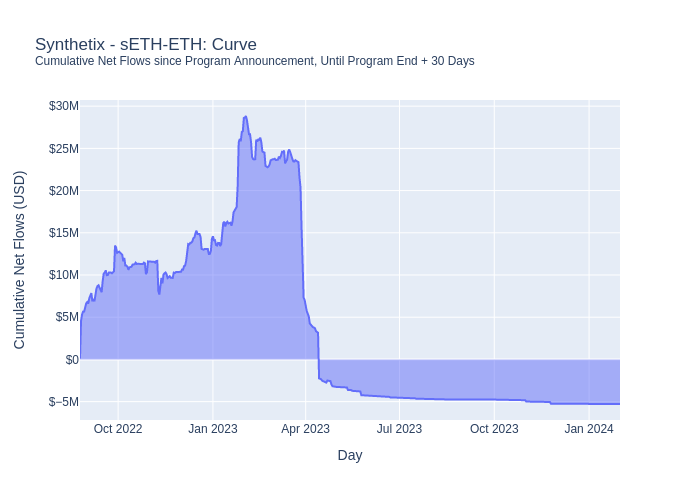 Synthetix - sETH-ETH: Curve
Cumulative Net Flows since Program Announcement, Until Program End + 30 Days
Cumulative Net Flows (USD)
$30M
$25M
$20M
$15M
$10M
$5M
$0
$−5M
Oct 2022 Jan 2023 Apr 2023 Jul 2023 Oct 2023 Jan 2024
Day